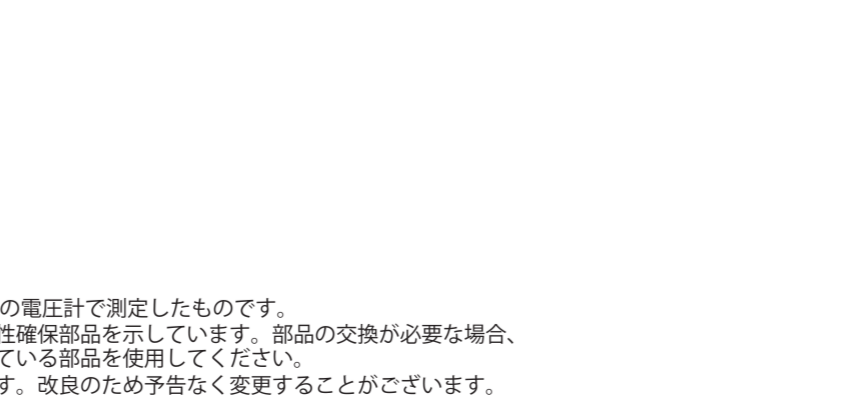 の電圧計で測定したものです。
性確保部品を示しています。部品の交換が必要な場合、
ている部品を使用してください。
す。改良のため予告なく変更することがございます。